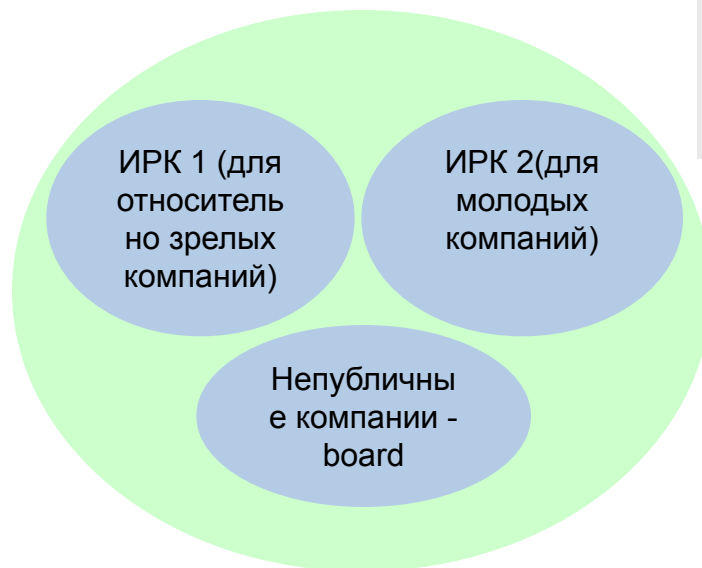 ИРК 1 (для
относитель
но зрелых
компаний)
ИРК 2(для
молодых
компаний)
Непубличны
е компании -
board